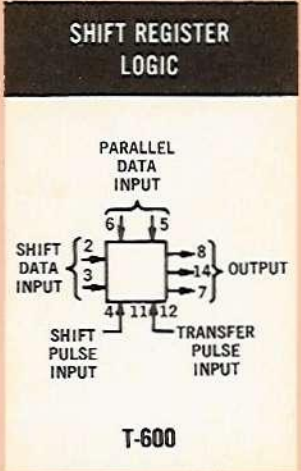 SHIFT REGISTER
LOGIC
PARALLEL
DATA
INPUT
6 5
SHIFT
DATA
INPUT
2
3
8
14
7
OUTPUT
4 11 12
SHIFT
PULSE
INPUT
TRANSFER
PULSE
INPUT
T-600